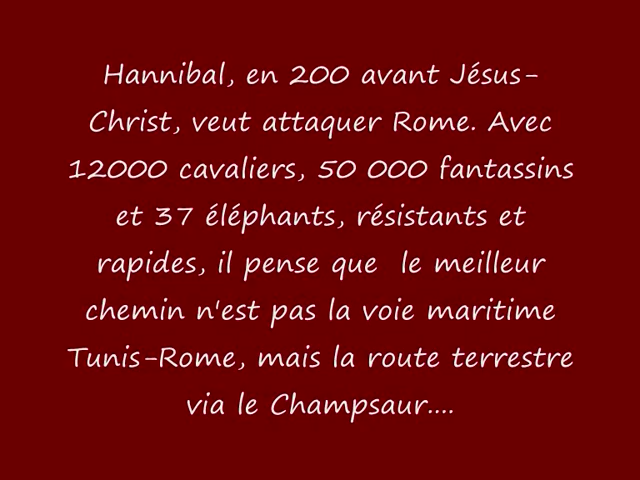 Hannibal, en 200 avant Jésus-
Christ, veut attaquer Rome. Avec
12000 cavaliers, 50 000 fantassins
et 37 éléphants, résistants et
rapides, il pense que  le meilleur
chemin n'est pas la voie maritime
Tunis-Rome, mais la route terrestre
via le Champsaur....